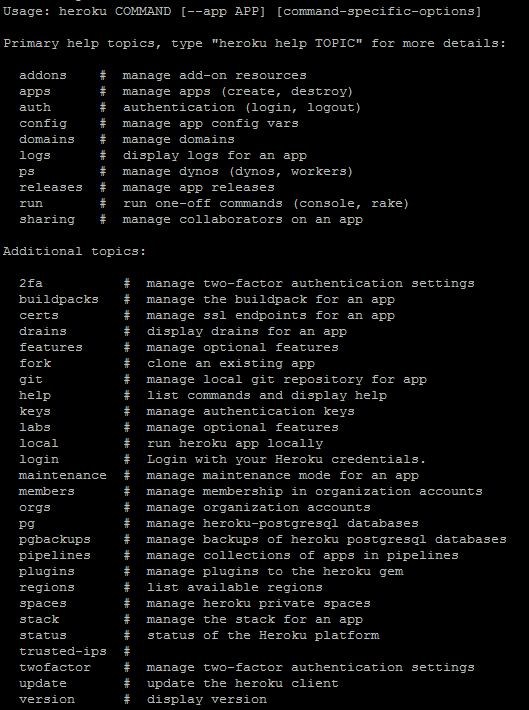 Usage: heroku COMMAND [--app APP] [command-specific-options]
Primary help topics, type "heroku help TOPIC" for more details:
addons    #  manage add-on resources
apps      #  manage apps (create, destroy)
auth      #  authentication (login, logout)
config    #  manage app config vars
domains   #  manage domains
logs      #  display logs for an app
ps        #  manage dynos (dynos, workers)
releases  #  manage app releases
run       #  run one-off commands (console, rake)
sharing   #  manage collaborators on an app
Additional topics:
2fa          #  manage two-factor authentication settings
buildpacks   #  manage the buildpack for an app
certs        #  manage ssl endpoints for an app
drains       #  display drains for an app
features     #  manage optional features
fork         #  clone an existing app
git          #  manage local git repository for app
help         #  list commands and display help
keys         #  manage authentication keys
labs         #  manage optional features
local        #  run heroku app locally
login        #  Login with your Heroku credentials.
maintenance  #  manage maintenance mode for an app
members      #  manage membership in organization accounts
orgs         #  manage organization accounts
pg           #  manage heroku-postgresql databases
pgbackups    #  manage backups of heroku postgresql databases
pipelines    #  manage collections of apps in pipelines
plugins      #  manage plugins to the heroku gem
regions      #  list available regions
spaces       #  manage heroku private spaces
stack        #  manage the stack for an app
status       #  status of the Heroku platform
trusted-ips  #
twofactor    #  manage two-factor authentication settings
update       #  update the heroku client
version      #  display version